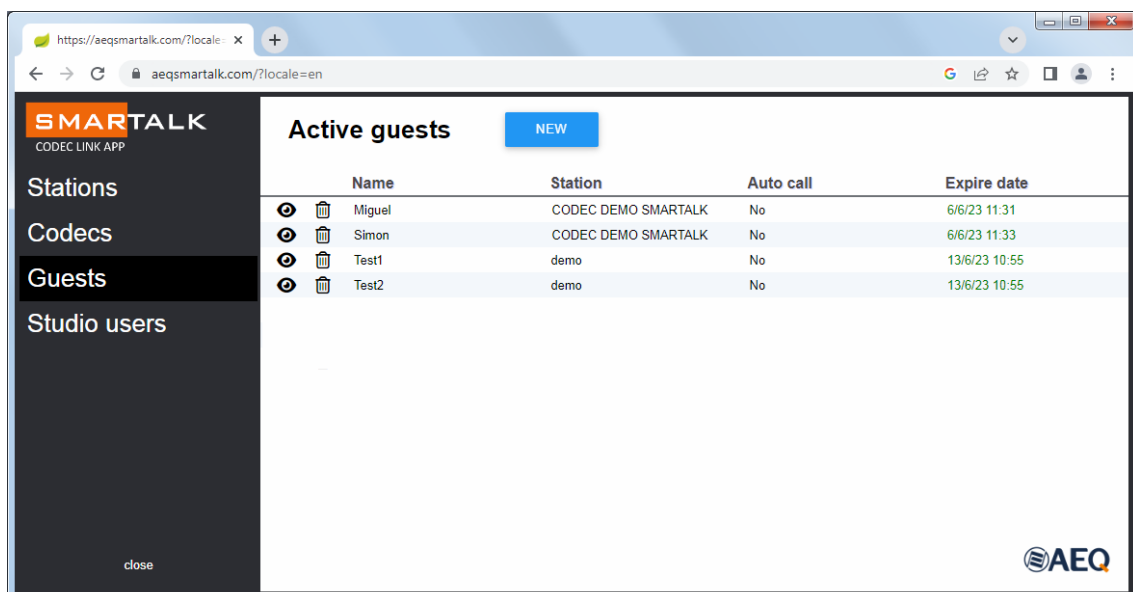 https://aeqsmartalk.com/?locale=
aeqsmartalk.com/?locale=en
SMARTALK
CODEC LINK APP
Stations
Codecs
Guests
Studio users
close
Active guests NEW
Name Station Auto call Expire date
Miguel CODEC DEMO SMARTALK No 6/6/23 11:31
Simon CODEC DEMO SMARTALK No 6/6/23 11:33
Test1 demo No 13/6/23 10:55
Test2 demo No 13/6/23 10:55
AEQ